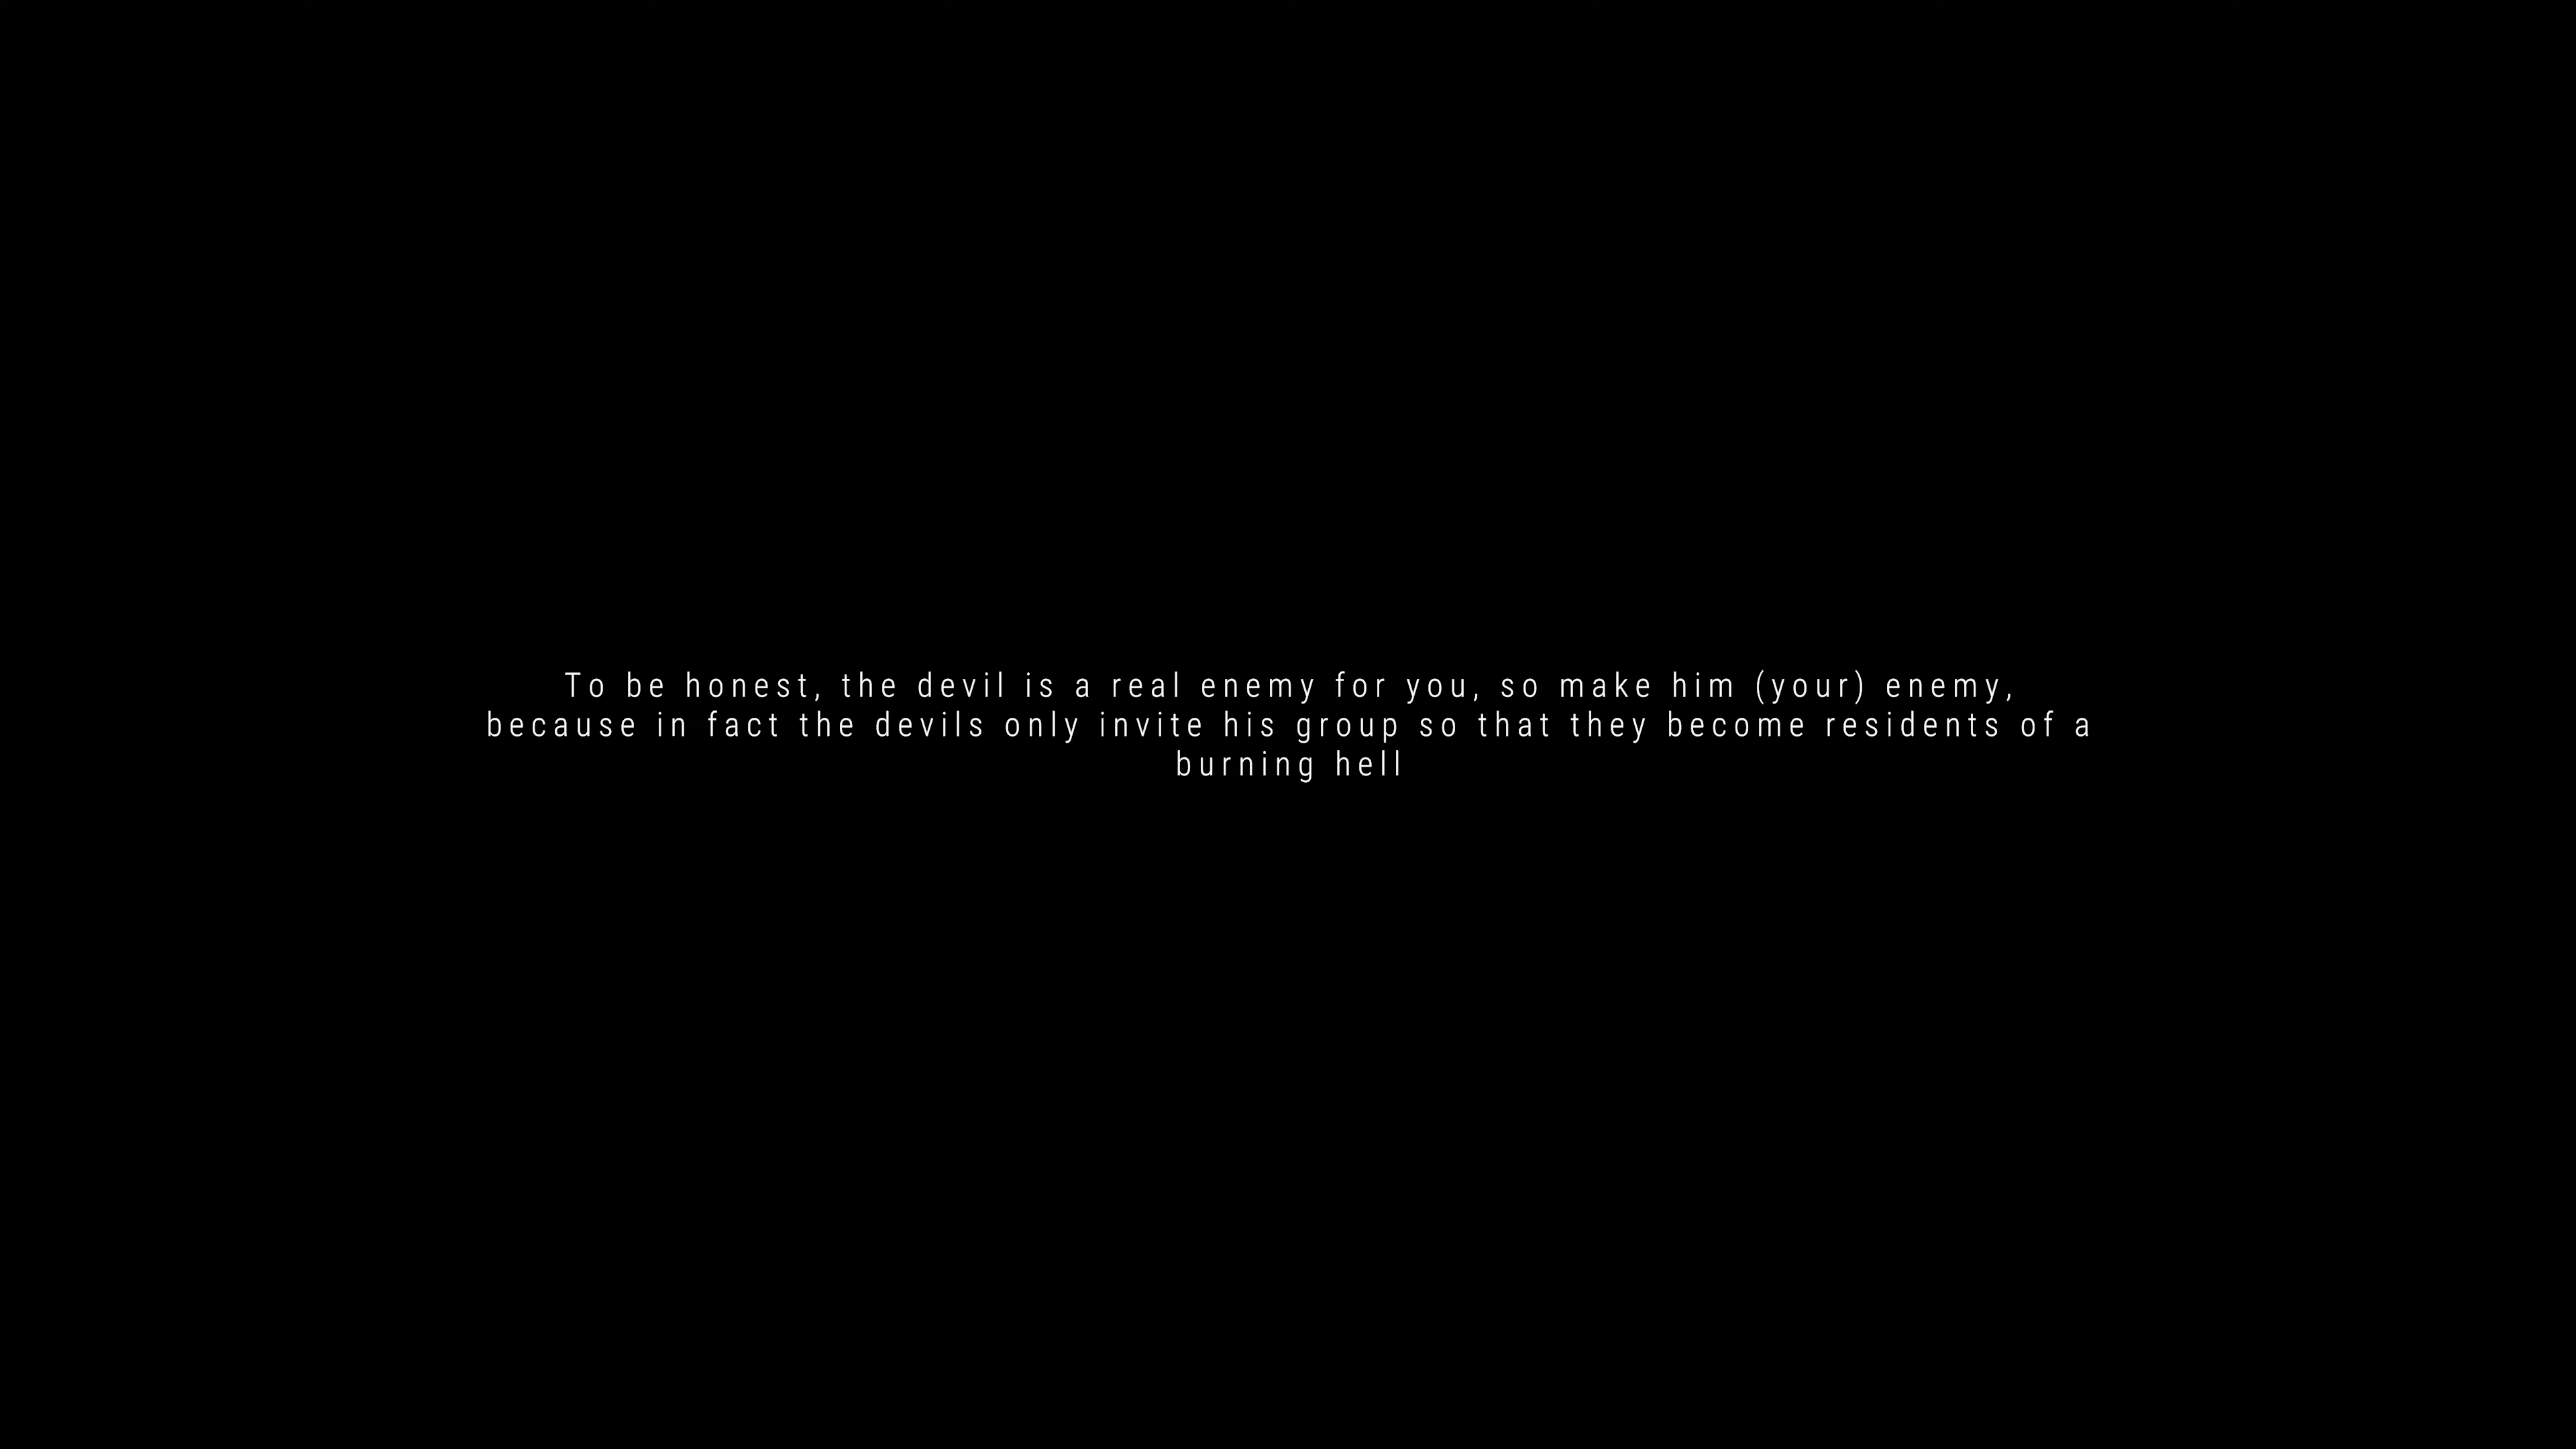 To be honest, the devil is a real enemy for you, so make him (your) enemy,
because in fact the devils only invite his group so that they become residents of a
burning hell